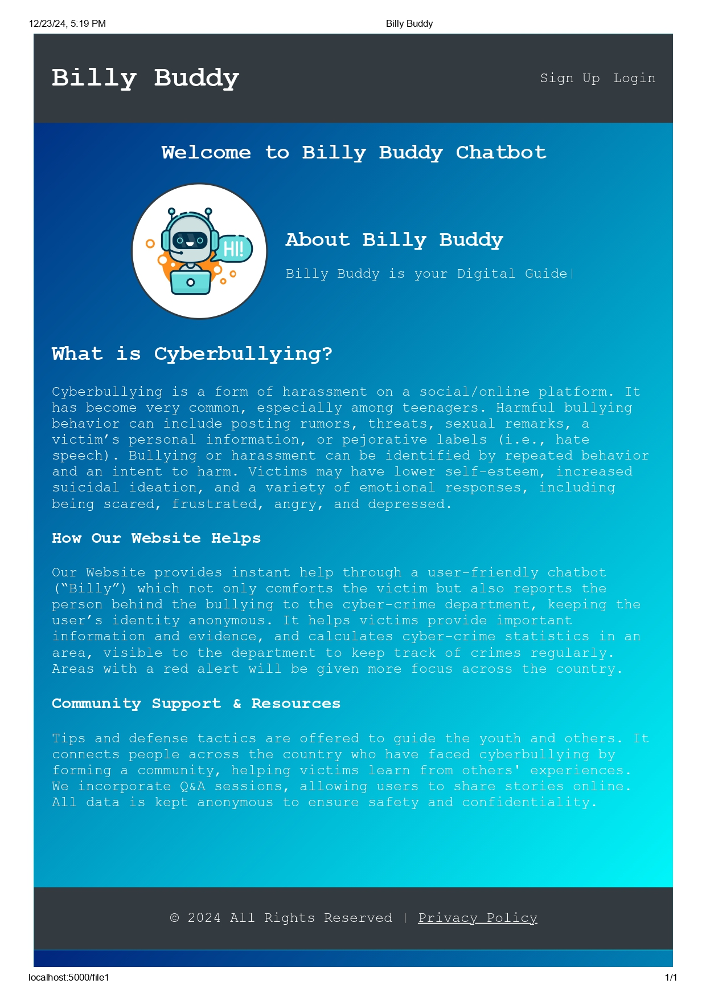 12/23/24, 5:19 PM
Billy Buddy
Billy Buddy
Sign Up Login
Welcome to Billy Buddy Chatbot
HI!
About Billy Buddy
Billy Buddy is your Digital Guide|
What is Cyberbullying?
Cyberbullying is a form of harassment on a social/online platform. It
has become very common, especially among teenagers. Harmful bullying
behavior can include posting rumors, threats, sexual remarks, a
victim’s personal information, or pejorative labels (i.e., hate
speech). Bullying or harassment can be identified by repeated behavior
and an intent to harm. Victims may have lower self-esteem, increased
suicidal ideation, and a variety of emotional responses, including
being scared, frustrated, angry, and depressed.
How Our Website Helps
Our Website provides instant help through a user-friendly chatbot
(“Billy”) which not only comforts the victim but also reports the
person behind the bullying to the cyber-crime department, keeping the
user’s identity anonymous. It helps victims provide important
information and evidence, and calculates cyber-crime statistics in an
area, visible to the department to keep track of crimes regularly.
Areas with a red alert will be given more focus across the country.
Community Support & Resources
Tips and defense tactics are offered to guide the youth and others. It
connects people across the country who have faced cyberbullying by
forming a community, helping victims learn from others' experiences.
We incorporate Q&A sessions, allowing users to share stories online.
All data is kept anonymous to ensure safety and confidentiality.
© 2024 All Rights Reserved | Privacy Policy
localhost:5000/file1
1/1